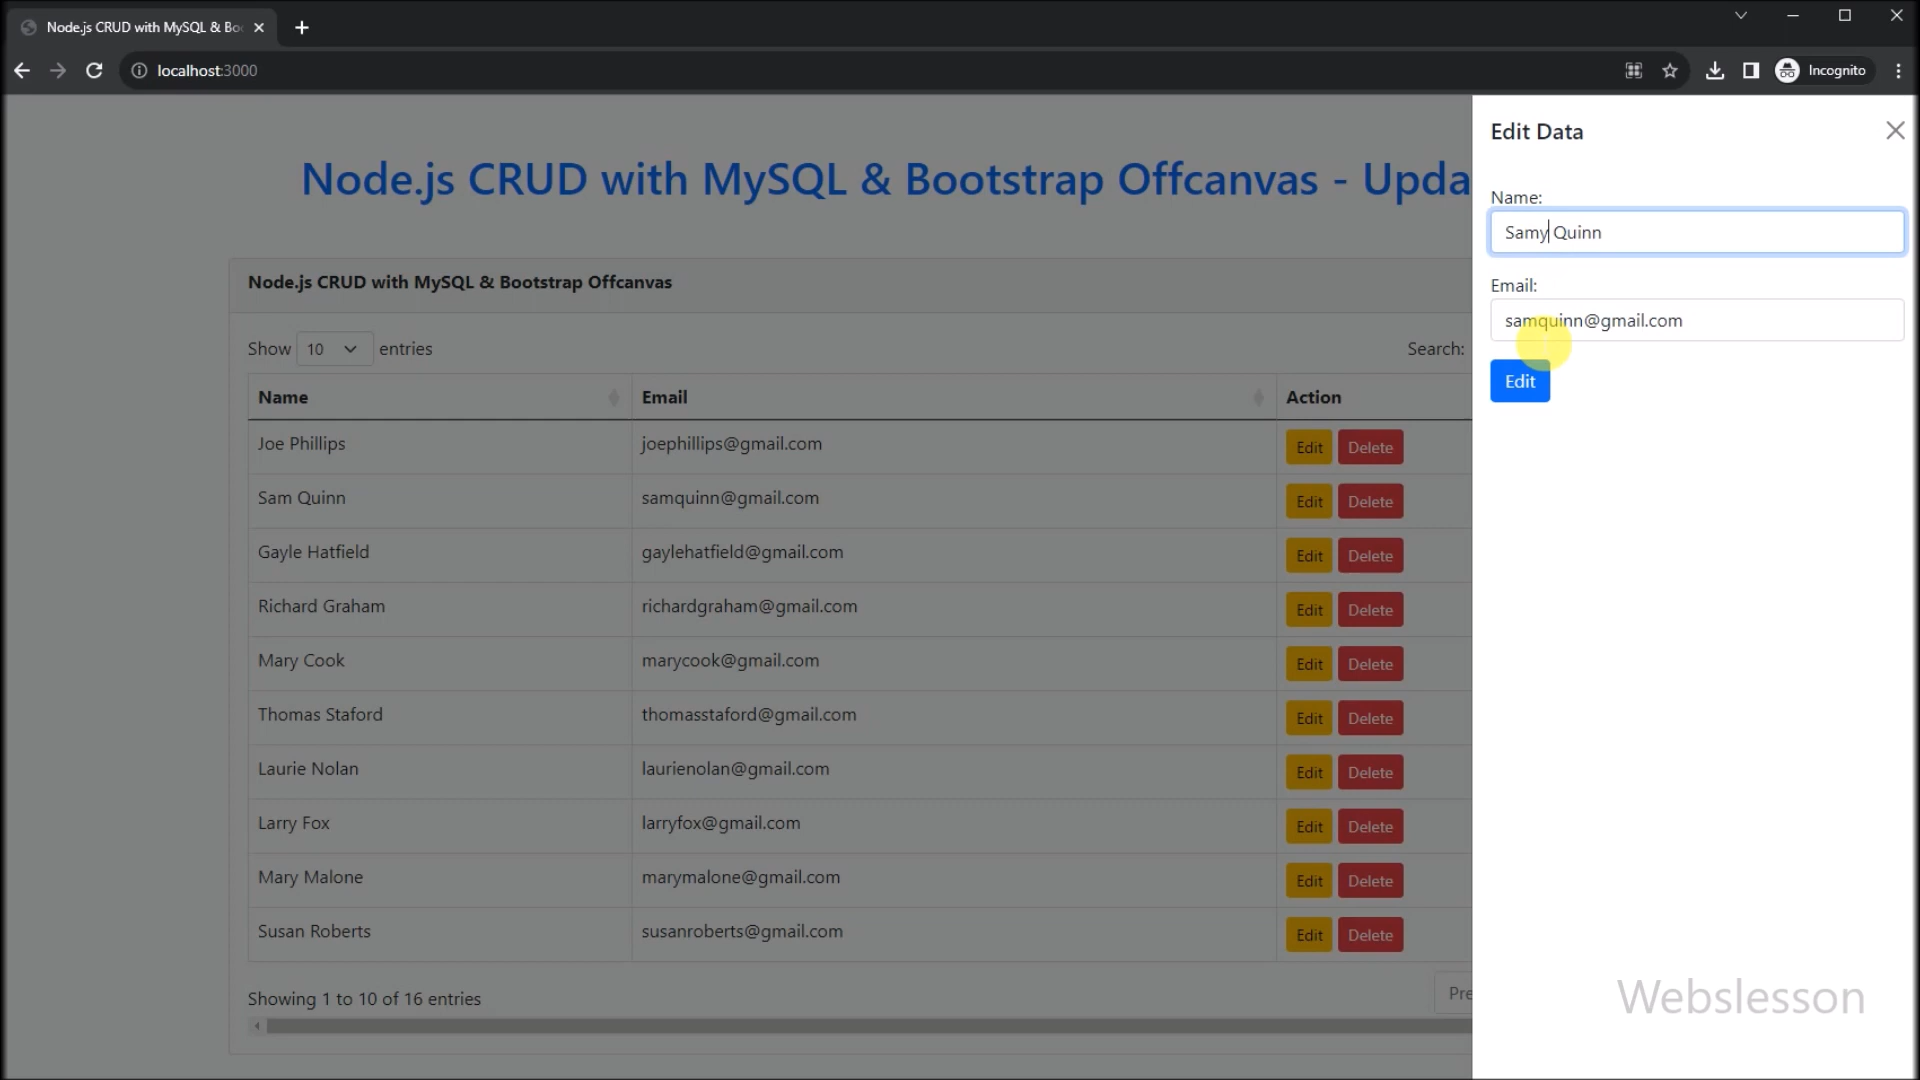 Node.js CRUD with MySQL & Bo
localhost:3000
Incognito
Node.js CRUD with MySQL & Bootstrap Offcanvas - Upda
Node.js CRUD with MySQL & Bootstrap Offcanvas
Show 10 entries
Search:
Name Email Action
Joe Phillips joephillips@gmail.com Edit Delete
Sam Quinn samquinn@gmail.com Edit Delete
Gayle Hatfield gaylehatfield@gmail.com Edit Delete
Richard Graham richardgraham@gmail.com Edit Delete
Mary Cook marycook@gmail.com Edit Delete
Thomas Staford thomasstaford@gmail.com Edit Delete
Laurie Nolan laurienolan@gmail.com Edit Delete
Larry Fox larryfox@gmail.com Edit Delete
Mary Malone marymalone@gmail.com Edit Delete
Susan Roberts susanroberts@gmail.com Edit Delete
Showing 1 to 10 of 16 entries
Pre
Edit Data
Name:
Samy Quinn
Email:
samquinn@gmail.com
Edit
Webslesson